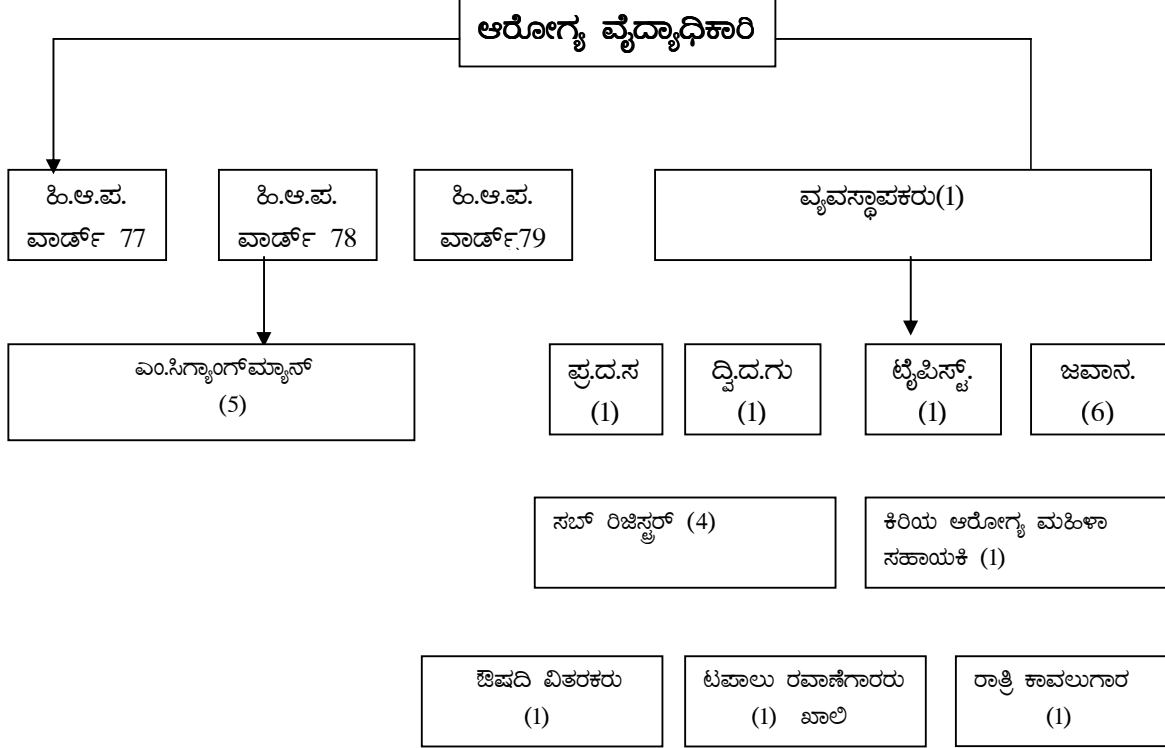 ಆರೋಗ್ಯ ವೈದ್ಯಾಧಿಕಾರಿ
ಹಿ.ಆ.ಪ.
ವಾರ್ಡ್ 77
ಹಿ.ಆ.ಪ.
ವಾರ್ಡ್ 78
ಹಿ.ಆ.ಪ.
ವಾರ್ಡ್79
ವ್ಯವಸ್ಥಾಪಕರು(1)
ಎಂ.ಸಿಗ್ಯಾಂಗ್‌ಮ್ಯಾನ್
(5)
ಪ್ರ.ದ.ಸ
(1)
ದ್ವಿ.ದ.ಗು
(1)
ಟೈಪಿಸ್ಟ್.
(1)
ಜವಾನ.
(6)
ಸಬ್ ರಿಜಿಸ್ಟ್ರರ್ (4)
ಕಿರಿಯ ಆರೋಗ್ಯ ಮಹಿಳಾ
ಸಹಾಯಕಿ (1)
ಔಷದಿ ವಿತರಕರು
(1)
ಟಪಾಲು ರವಾಣೆಗಾರರು
(1) ಖಾಲಿ
ರಾತ್ರಿ ಕಾವಲುಗಾರ
(1)